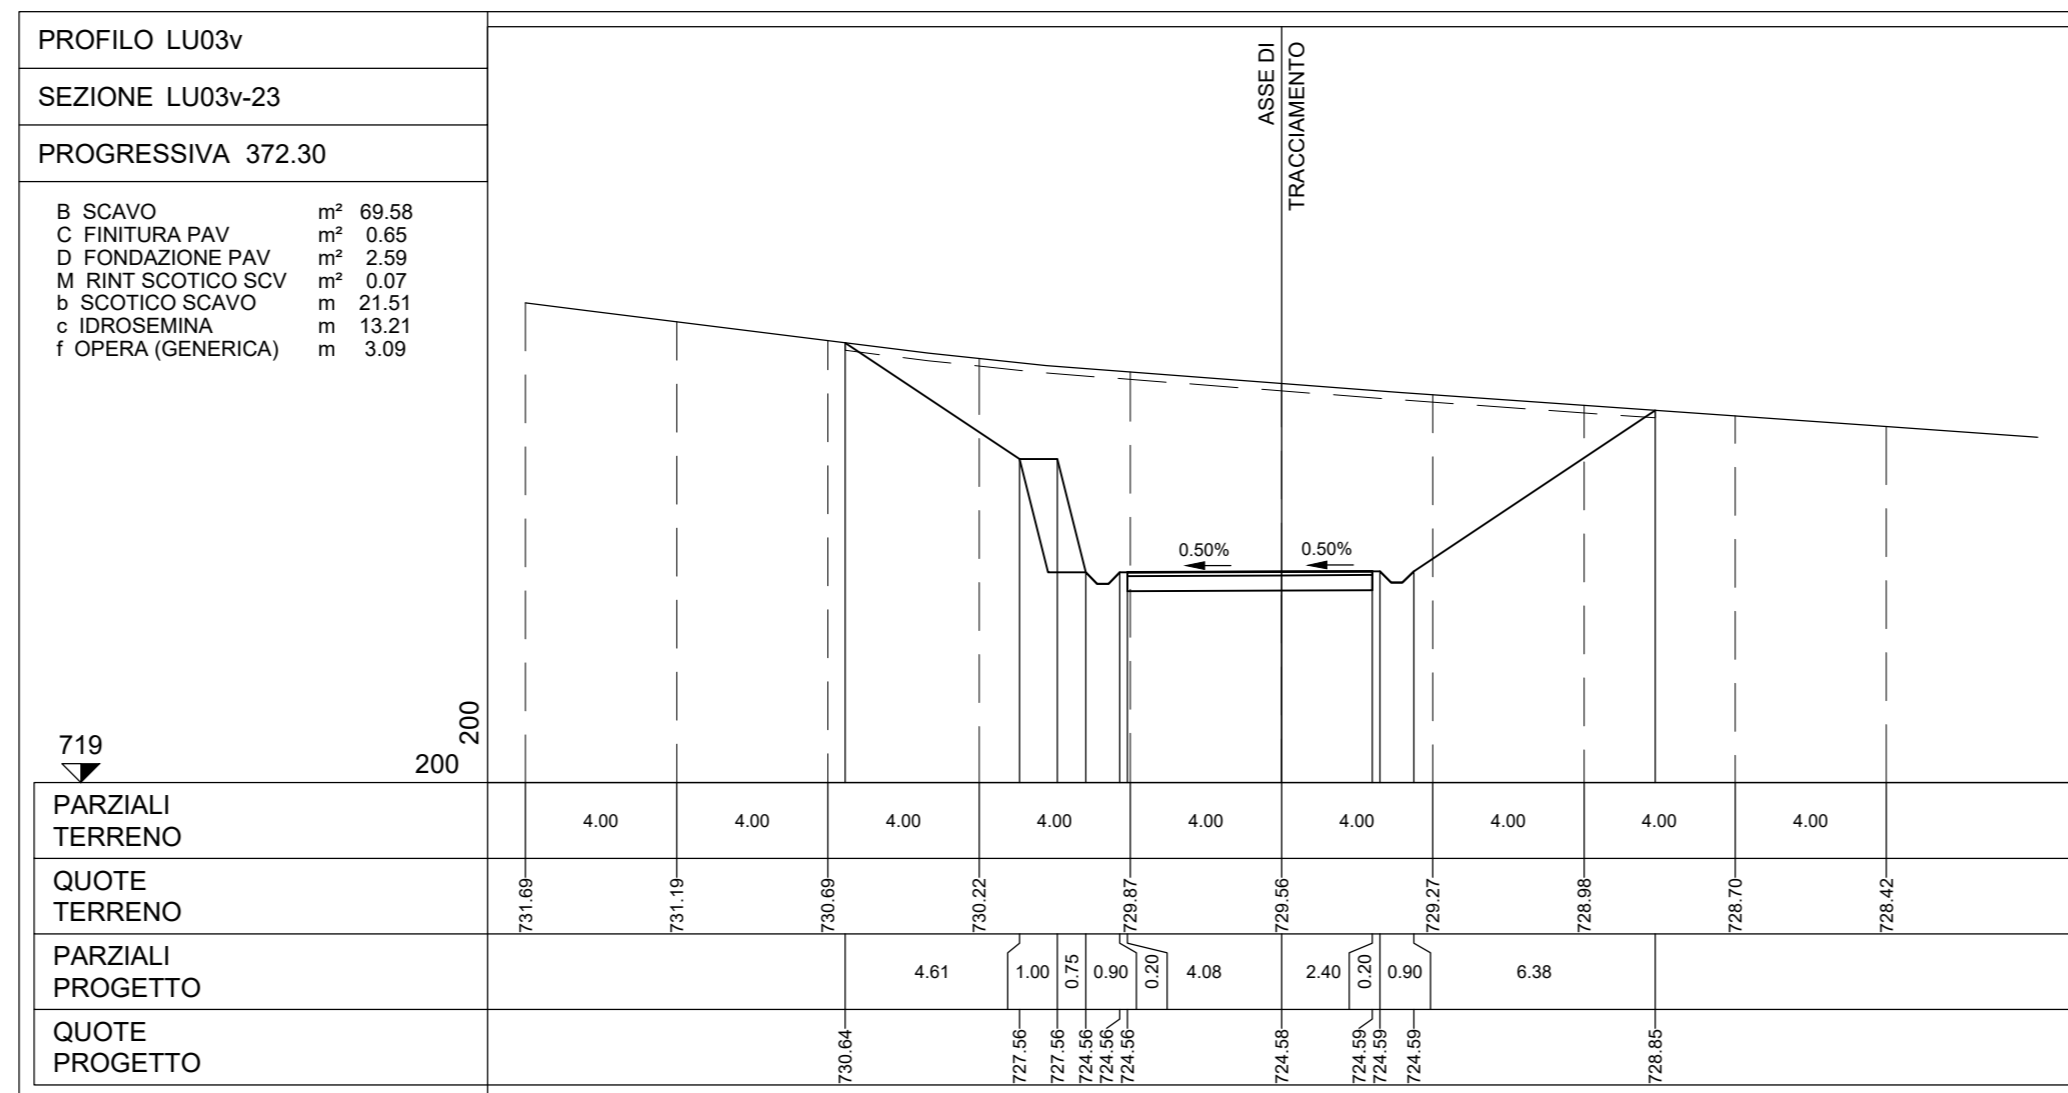 PROFILO LU03v
SEZIONE LU03v-23
PROGRESSIVA 372.30
B SCAVO m² 69.58
C FINITURA PAV m² 0.65
D FONDAZIONE PAV m² 2.59
M RINT SCOTICO SCV m² 0.07
b SCOTICO SCAVO m 21.51
c IDROSEMINA m 13.21
f OPERA (GENERICA) m 3.09
ASSE DI
TRACCIAMENTO
0.50% 0.50%
719
200
200
PARZIALI
TERRENO
4.00 4.00 4.00 4.00 4.00 4.00 4.00 4.00 4.00
QUOTE
TERRENO
731.69 731.19 730.69 730.22 729.87 729.56 729.27 728.98 728.70 728.42
PARZIALI
PROGETTO
4.61 1.00 0.75 0.90 0.20 4.08 2.40 0.20 0.90 6.38
QUOTE
PROGETTO
730.64 727.56 727.56 724.56 724.56 724.56 724.58 724.59 724.59 724.59 728.85